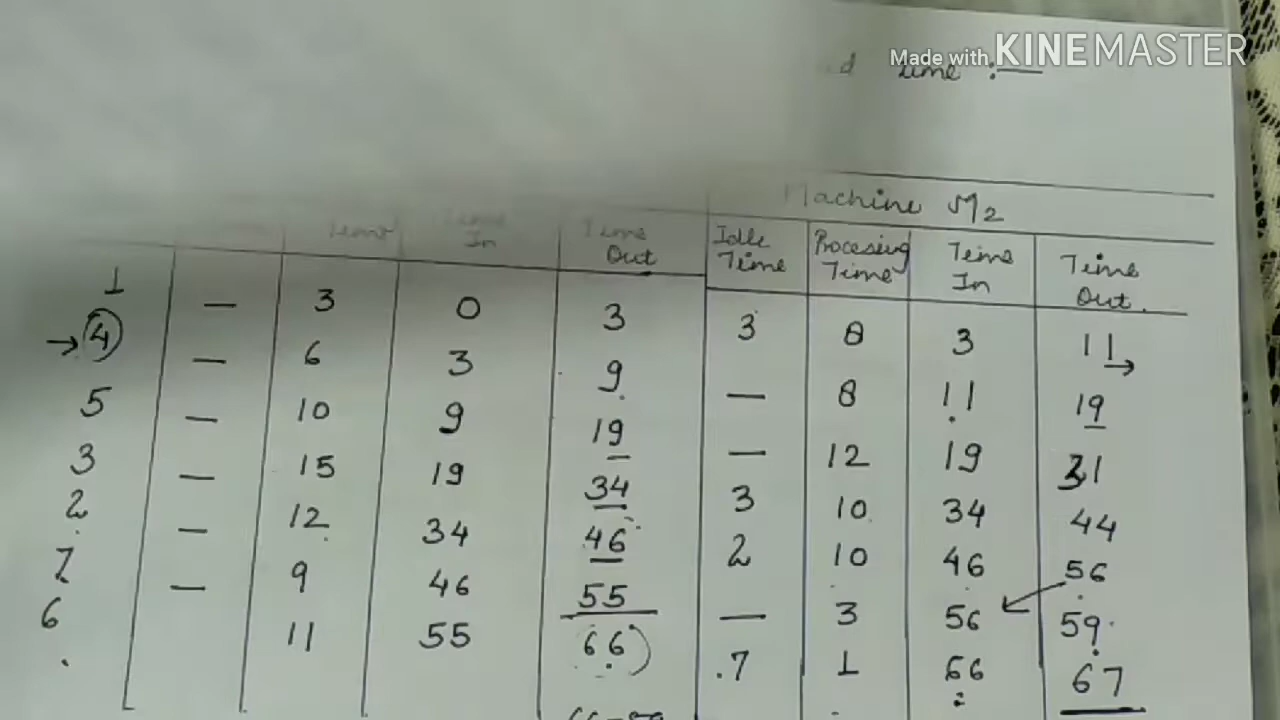 Made with KINEMASTER
d time :—
Machine M2
Time In Time Out Idle Time Processing Time Time In Time Out.
1 — 3 0 3 3 8 3 11
→ 4 — 6 3 9 — 8 11 19
5 — 10 9 19 — 12 19 31
3 — 15 19 34 3 10 34 44
2 — 12 34 46 2 10 46 56
7 — 9 46 55 — 3 56 59
6 11 55 66 7 1 66 67